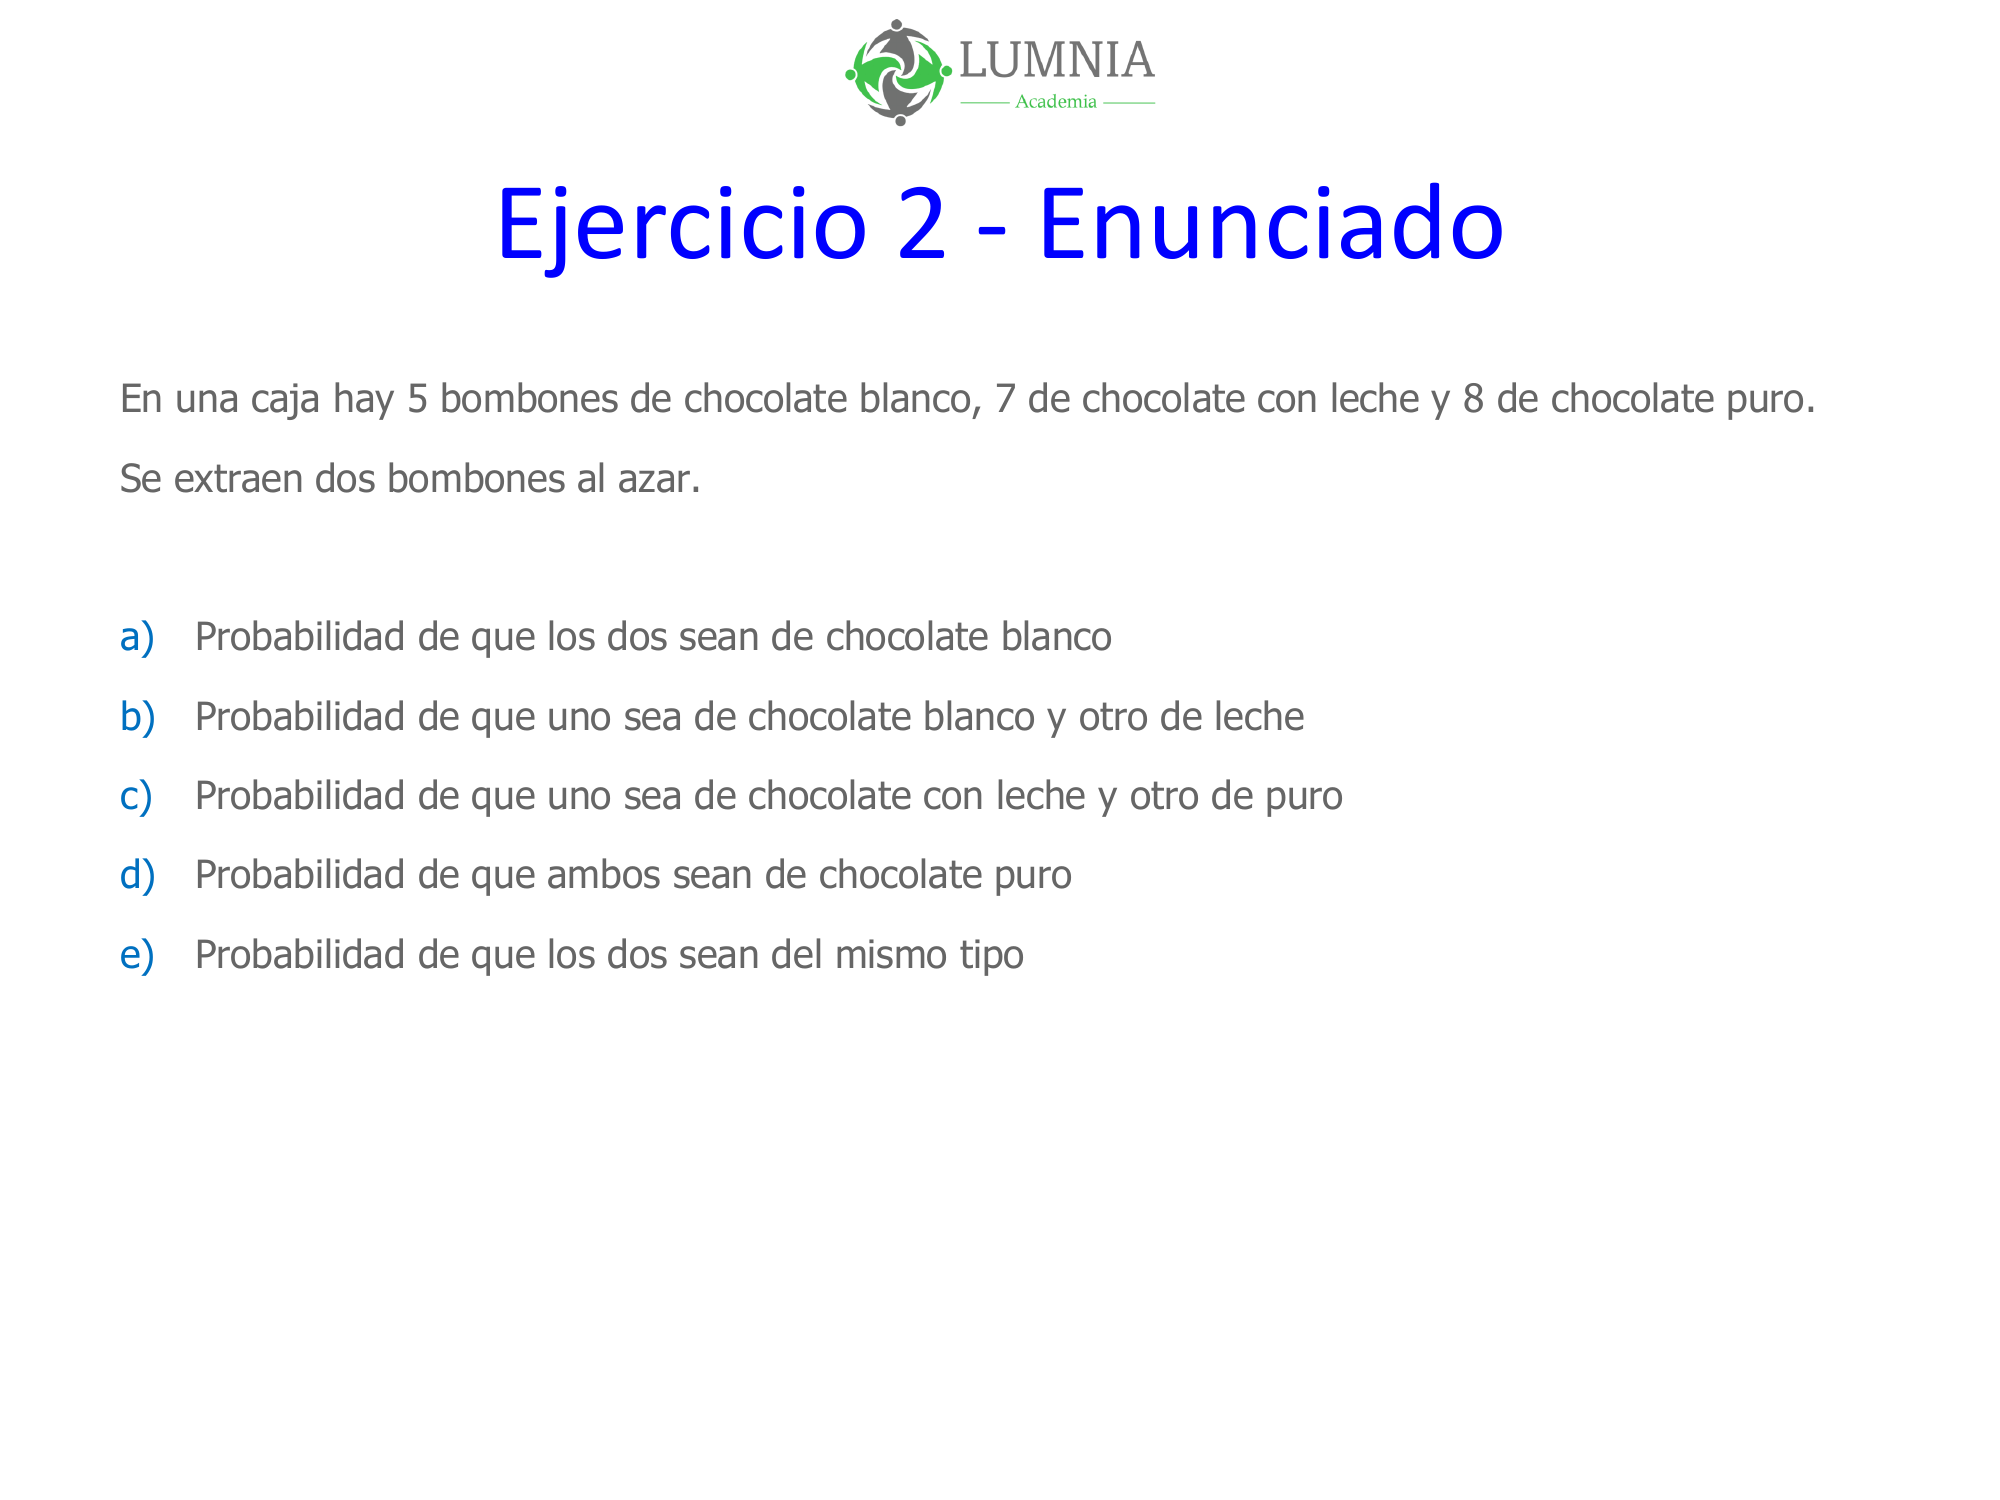 LUMNIA
Academia
Ejercicio 2 - Enunciado
En una caja hay 5 bombones de chocolate blanco, 7 de chocolate con leche y 8 de chocolate puro.
Se extraen dos bombones al azar.
a) Probabilidad de que los dos sean de chocolate blanco
b) Probabilidad de que uno sea de chocolate blanco y otro de leche
c) Probabilidad de que uno sea de chocolate con leche y otro de puro
d) Probabilidad de que ambos sean de chocolate puro
e) Probabilidad de que los dos sean del mismo tipo